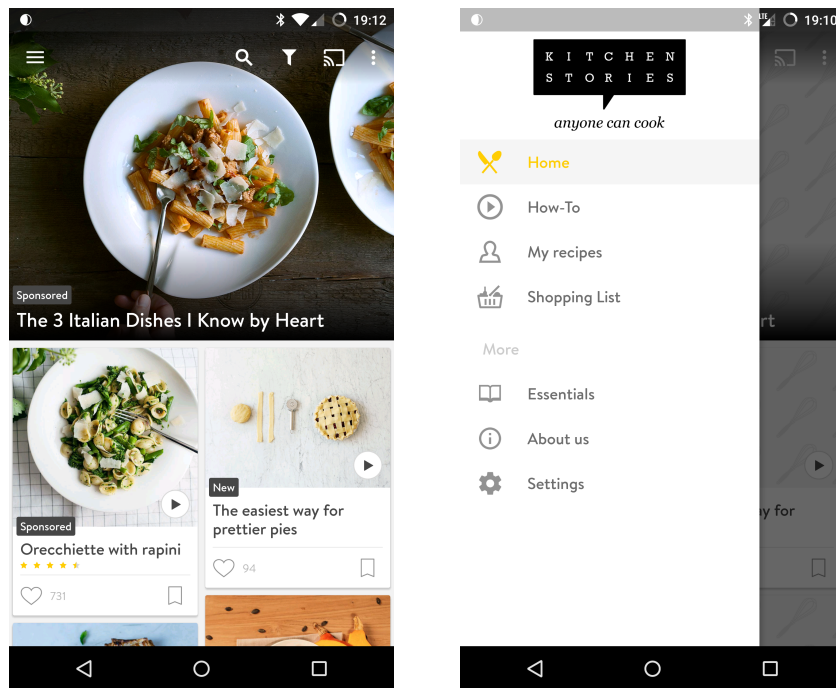 19:12
Sponsored
The 3 Italian Dishes I Know by Heart
Sponsored
Orecchiette with rapini
731
New
The easiest way for
prettier pies
94
LTE
19:10
KITCHEN
STORIES
anyone can cook
Home
How-To
My recipes
Shopping List
More
Essentials
About us
Settings
rt
y for